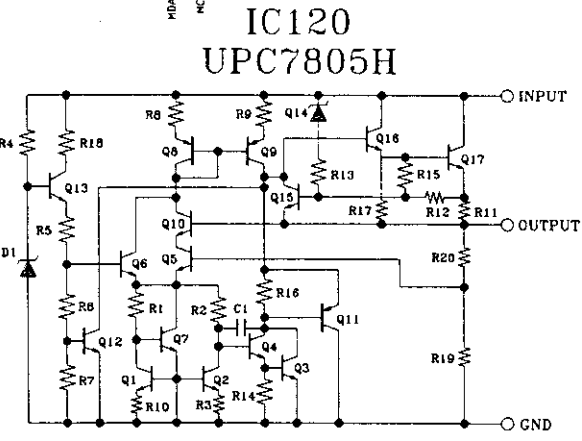 MDA
MC
IC120
UPC7805H
INPUT
R4
R18
R8
R9
Q14
Q16
Q8
Q9
Q17
Q13
R13
R15
Q15
R12
R17
R11
R5
Q10
OUTPUT
D1
Q6
Q5
R20
R6
R1
R2
C1
R16
Q11
Q12
Q7
Q4
R7
Q1
Q2
Q3
R19
R10
R3
R14
GND